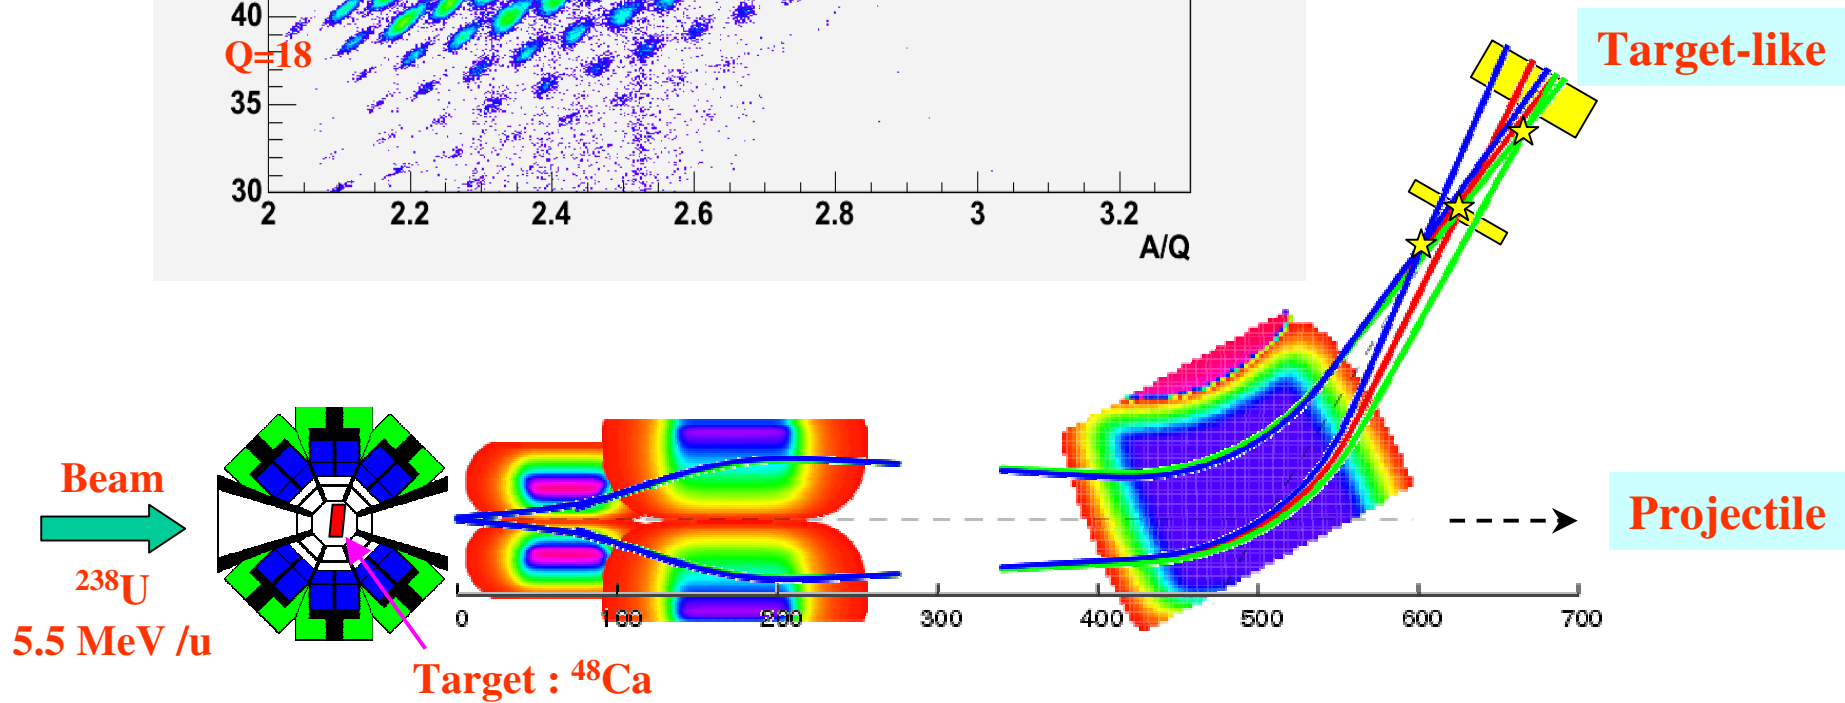 40
Q=18
35
30
2 2.2 2.4 2.6 2.8 3 3.2
A/Q
Target-like
Beam
²³⁸U
5.5 MeV /u
Target : ⁴⁸Ca
Projectile
0 100 200 300 400 500 600 700